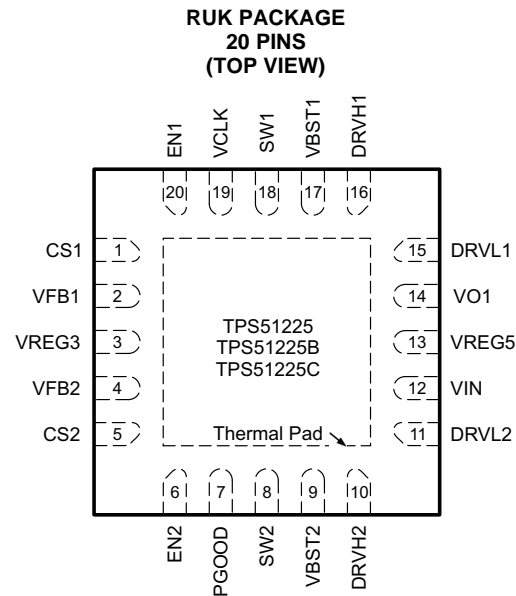 RUK PACKAGE
20 PINS
(TOP VIEW)
EN1
VCLK
SW1
VBST1
DRVH1
20
19
18
17
16
CS1 1
VFB1 2
VREG3 3
VFB2 4
CS2 5
15 DRVL1
14 VO1
13 VREG5
12 VIN
11 DRVL2
TPS51225
TPS51225B
TPS51225C
Thermal Pad
6
7
8
9
10
EN2
PGOOD
SW2
VBST2
DRVH2